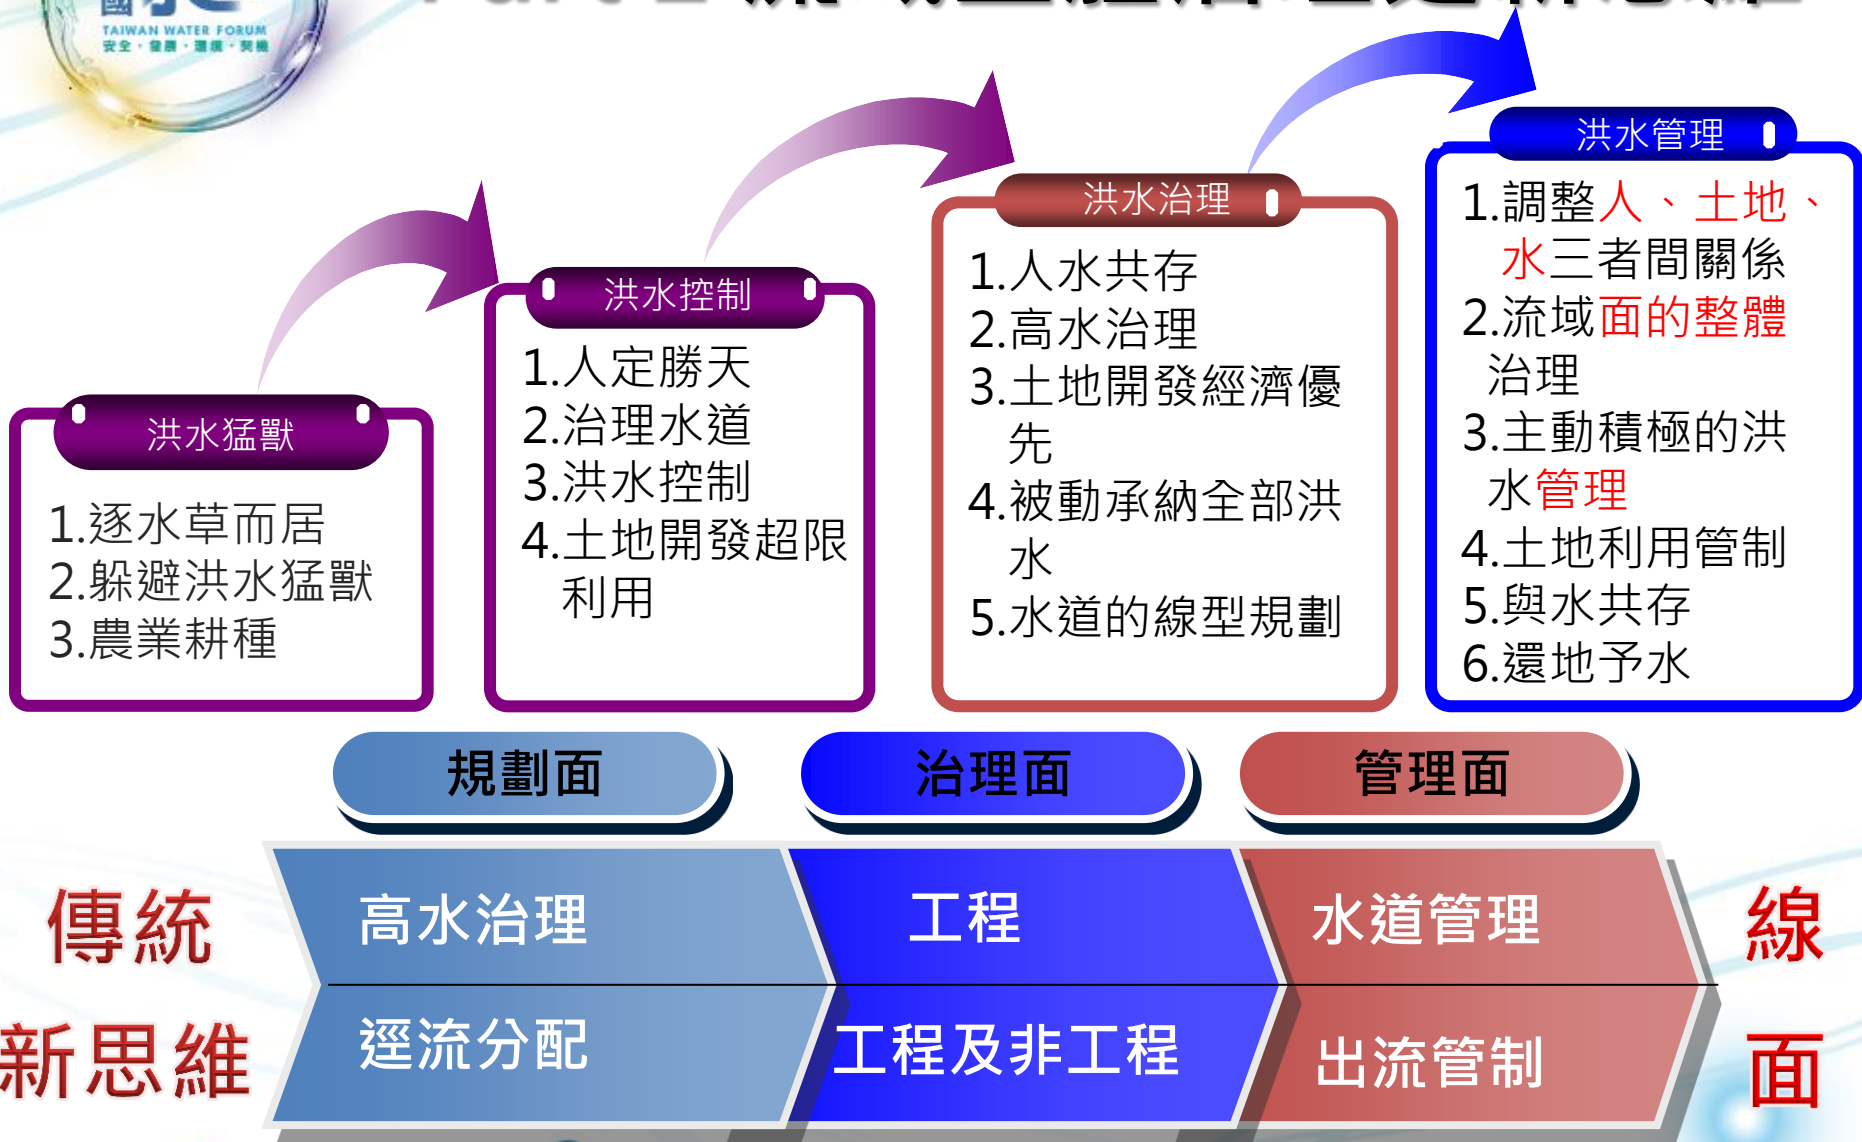 國
TAIWAN WATER FORUM
安全・發展・環境・契機
洪水猛獸
1.逐水草而居
2.躲避洪水猛獸
3.農業耕種
洪水控制
1.人定勝天
2.治理水道
3.洪水控制
4.土地開發超限
利用
洪水治理
1.人水共存
2.高水治理
3.土地開發經濟優
先
4.被動承納全部洪
水
5.水道的線型規劃
洪水管理
1.調整人、土地、
水三者間關係
2.流域面的整體
治理
3.主動積極的洪
水管理
4.土地利用管制
5.與水共存
6.還地予水
規劃面
治理面
管理面
傳統
高水治理
工程
水道管理
線
新思維
逕流分配
工程及非工程
出流管制
面